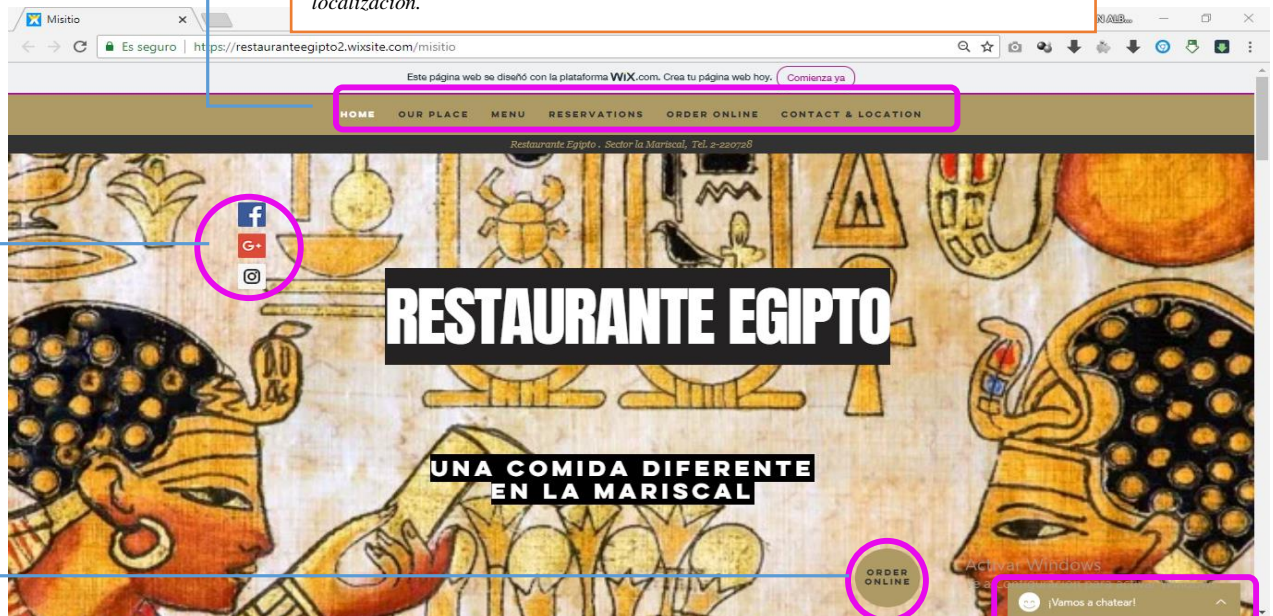 localización.
Misitio
Es seguro | https://restauranteegipto2.wixsite.com/misitio
Este página web se diseñó con la plataforma WiX.com. Crea tu página web hoy. Comienza ya
HOME OUR PLACE MENU RESERVATIONS ORDER ONLINE CONTACT & LOCATION
Restaurante Egipto . Sector la Mariscal, Tel. 2-220728
f
G+
RESTAURANTE EGIPTO
UNA COMIDA DIFERENTE
EN LA MARISCAL
ORDER
ONLINE
Activar Windows
¡Vamos a chatear!